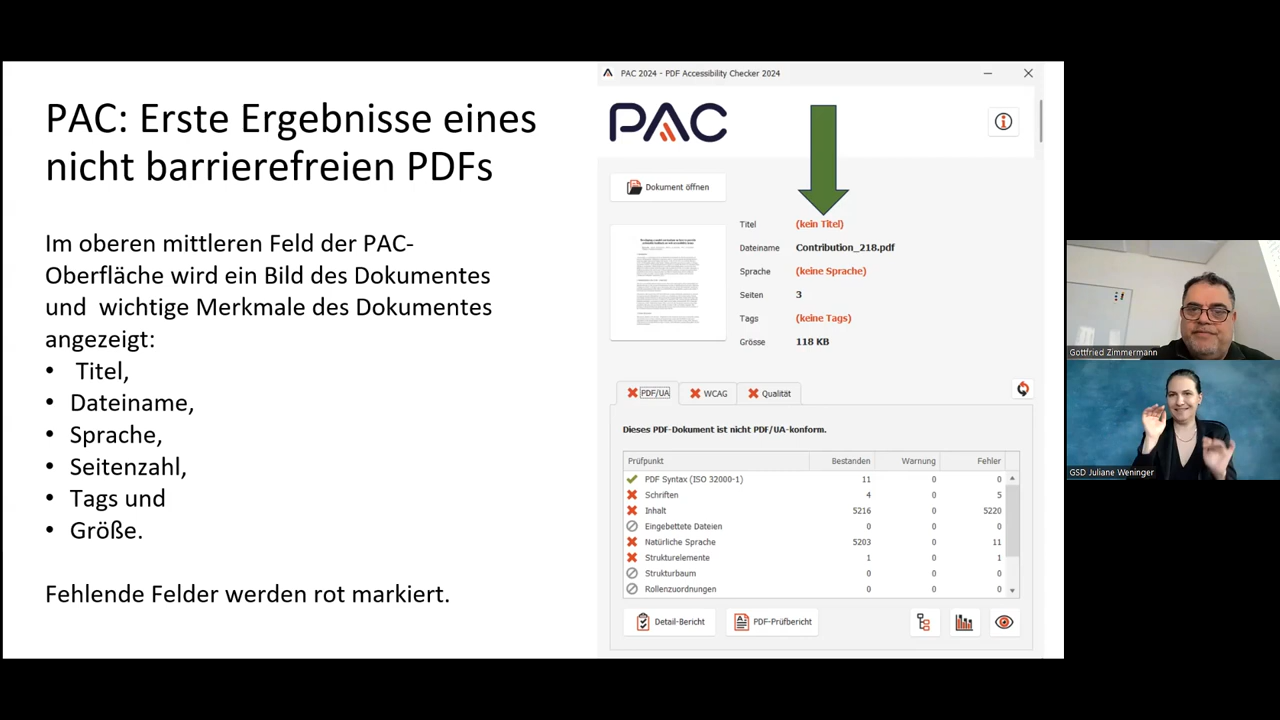 PAC: Erste Ergebnisse eines
nicht barrierefreien PDFs
Im oberen mittleren Feld der PAC-
Oberfläche wird ein Bild des Dokumentes
und wichtige Merkmale des Dokumentes
angezeigt:
• Titel,
• Dateiname,
• Sprache,
• Seitenzahl,
• Tags und
• Größe.
Fehlende Felder werden rot markiert.
PAC 2024 - PDF Accessibility Checker 2024
PAC
Dokument öffnen
Titel (kein Titel)
Dateiname Contribution_218.pdf
Sprache (keine Sprache)
Seiten 3
Tags (keine Tags)
Grösse 118 KB
PDF/UA WCAG Qualität
Dieses PDF-Dokument ist nicht PDF/UA-konform.
Prüfpunkt Bestanden Warnung Fehler
PDF Syntax (ISO 32000-1) 11 0 0
Schriften 4 0 5
Inhalt 5216 0 5220
Eingebettete Dateien 0 0 0
Natürliche Sprache 5203 0 11
Strukturelemente 1 0 1
Strukturbaum 0 0 0
Rollenzuordnungen 0 0 0
Detail-Bericht PDF-Prüfbericht
Gottfried Zimmermann
GSD Juliane Weninger